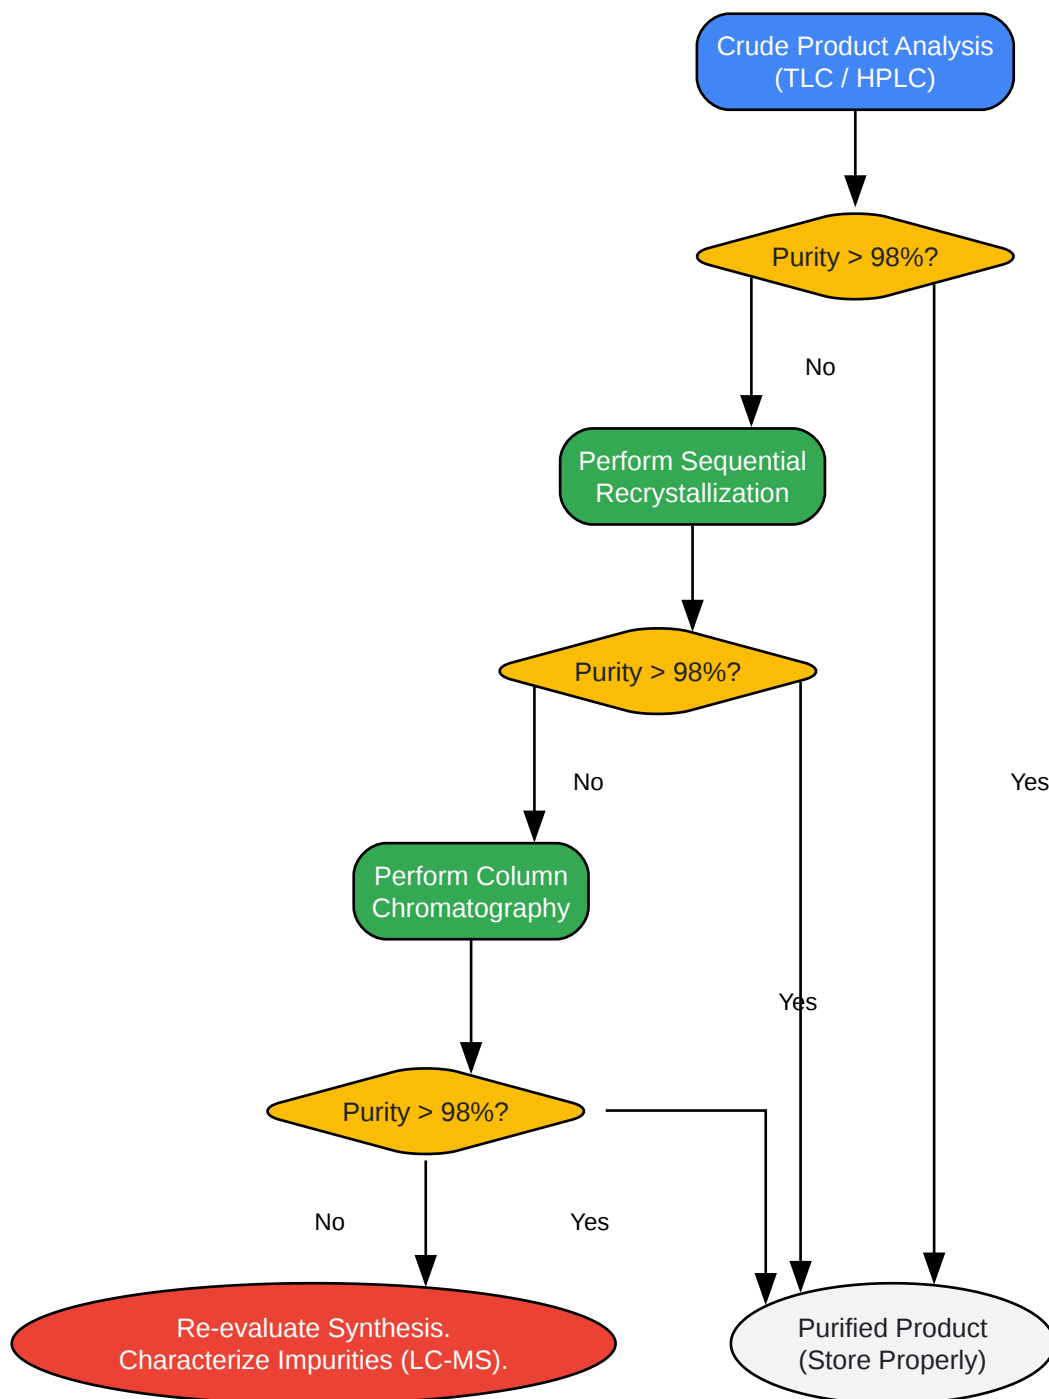 Crude Product Analysis
(TLC / HPLC)
Purity > 98%?
No
Perform Sequential
Recrystallization
Purity > 98%?
No
Yes
Perform Column
Chromatography
Yes
Purity > 98%?
No
Yes
Re-evaluate Synthesis.
Characterize Impurities (LC-MS).
Purified Product
(Store Properly)